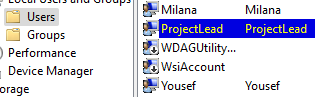 Local Users and Groups
Users
Groups
Performance
Device Manager
orage
Milana Milana
ProjectLead ProjectLead
WDAGUtility...
WsiAccount
Yousef Yousef